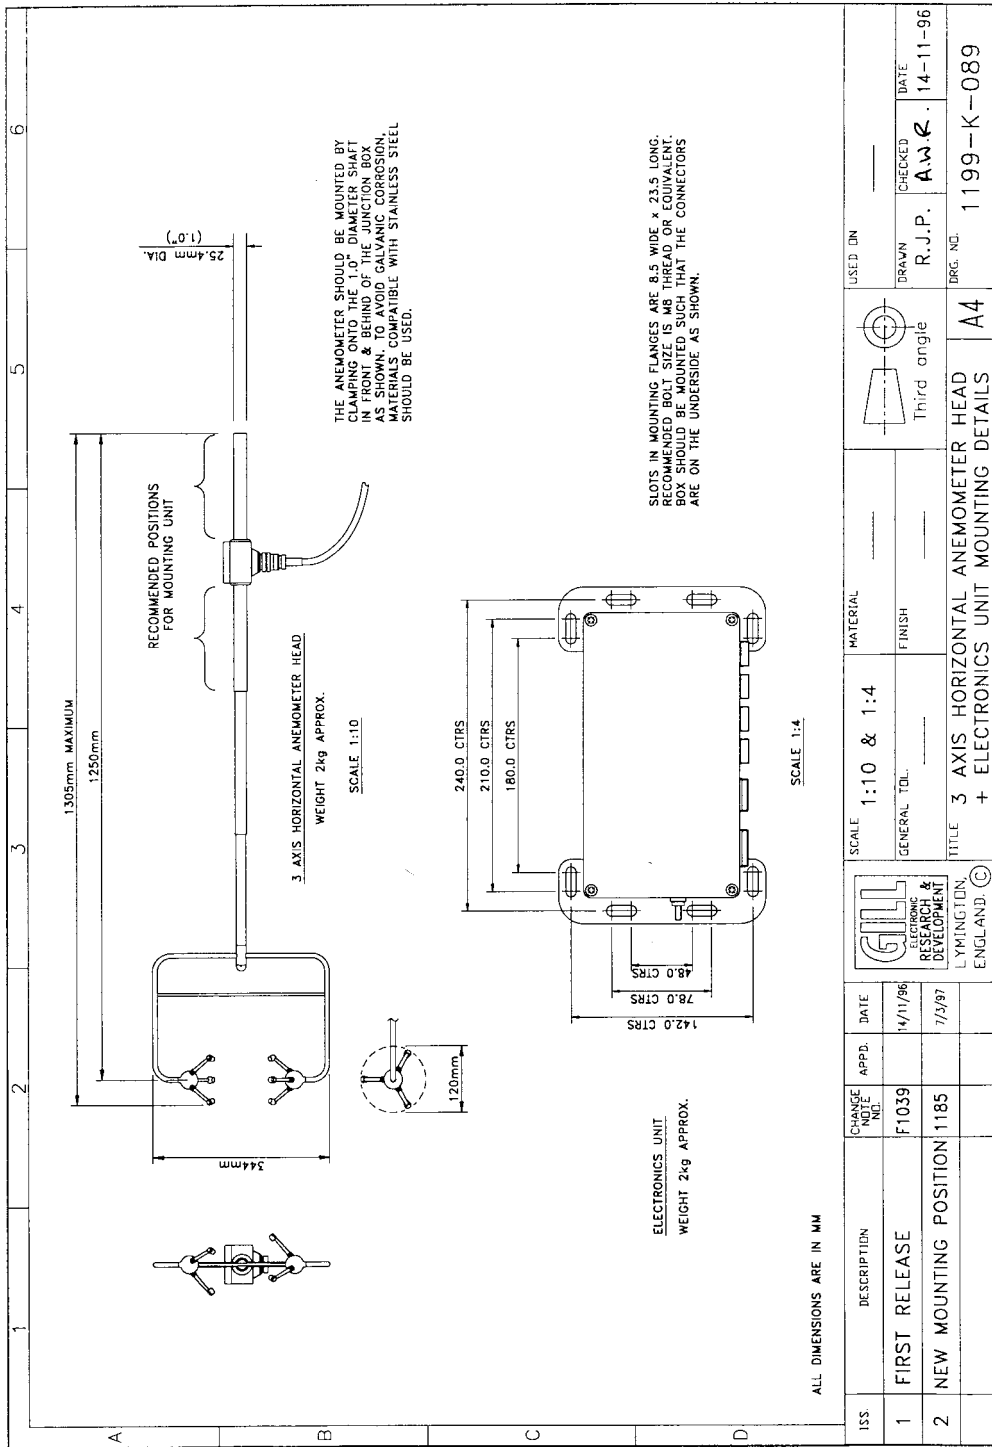 1
2
3
4
5
6
A
B
C
D
1305mm MAXIMUM
1250mm
344mm
120mm
RECOMMENDED POSITIONS
FOR MOUNTING UNIT
25.4mm DIA.
(1.0")
3 AXIS HORIZONTAL ANEMOMETER HEAD
WEIGHT 2kg APPROX.
SCALE 1:10
THE ANEMOMETER SHOULD BE MOUNTED BY
CLAMPING ONTO THE 1.0" DIAMETER SHAFT
IN FRONT & BEHIND OF THE JUNCTION BOX
AS SHOWN. TO AVOID GALVANIC CORROSION,
MATERIALS COMPATIBLE WITH STAINLESS STEEL
SHOULD BE USED.
240.0 CTRS
210.0 CTRS
180.0 CTRS
48.0 CTRS
78.0 CTRS
142.0 CTRS
ELECTRONICS UNIT
WEIGHT 2kg APPROX.
SCALE 1:4
SLOTS IN MOUNTING FLANGES ARE 8.5 WIDE x 23.5 LONG.
RECOMMENDED BOLT SIZE IS M8 THREAD OR EQUIVALENT.
BOX SHOULD BE MOUNTED SUCH THAT THE CONNECTORS
ARE ON THE UNDERSIDE AS SHOWN.
ALL DIMENSIONS ARE IN MM
ISS. DESCRIPTION CHANGE NOTE NO. APPD. DATE
1 FIRST RELEASE F1039 14/11/96
2 NEW MOUNTING POSITION 1185 7/3/97
GILL
ELECTRONIC
RESEARCH &
DEVELOPMENT
LYMINGTON,
ENGLAND. ©
SCALE 1:10 & 1:4
GENERAL TOL.
MATERIAL
FINISH
Third angle
USED ON
DRAWN R.J.P.
CHECKED A.W.R.
DATE 14-11-96
TITLE 3 AXIS HORIZONTAL ANEMOMETER HEAD
+ ELECTRONICS UNIT MOUNTING DETAILS
A4
DRG. NO. 1199-K-089